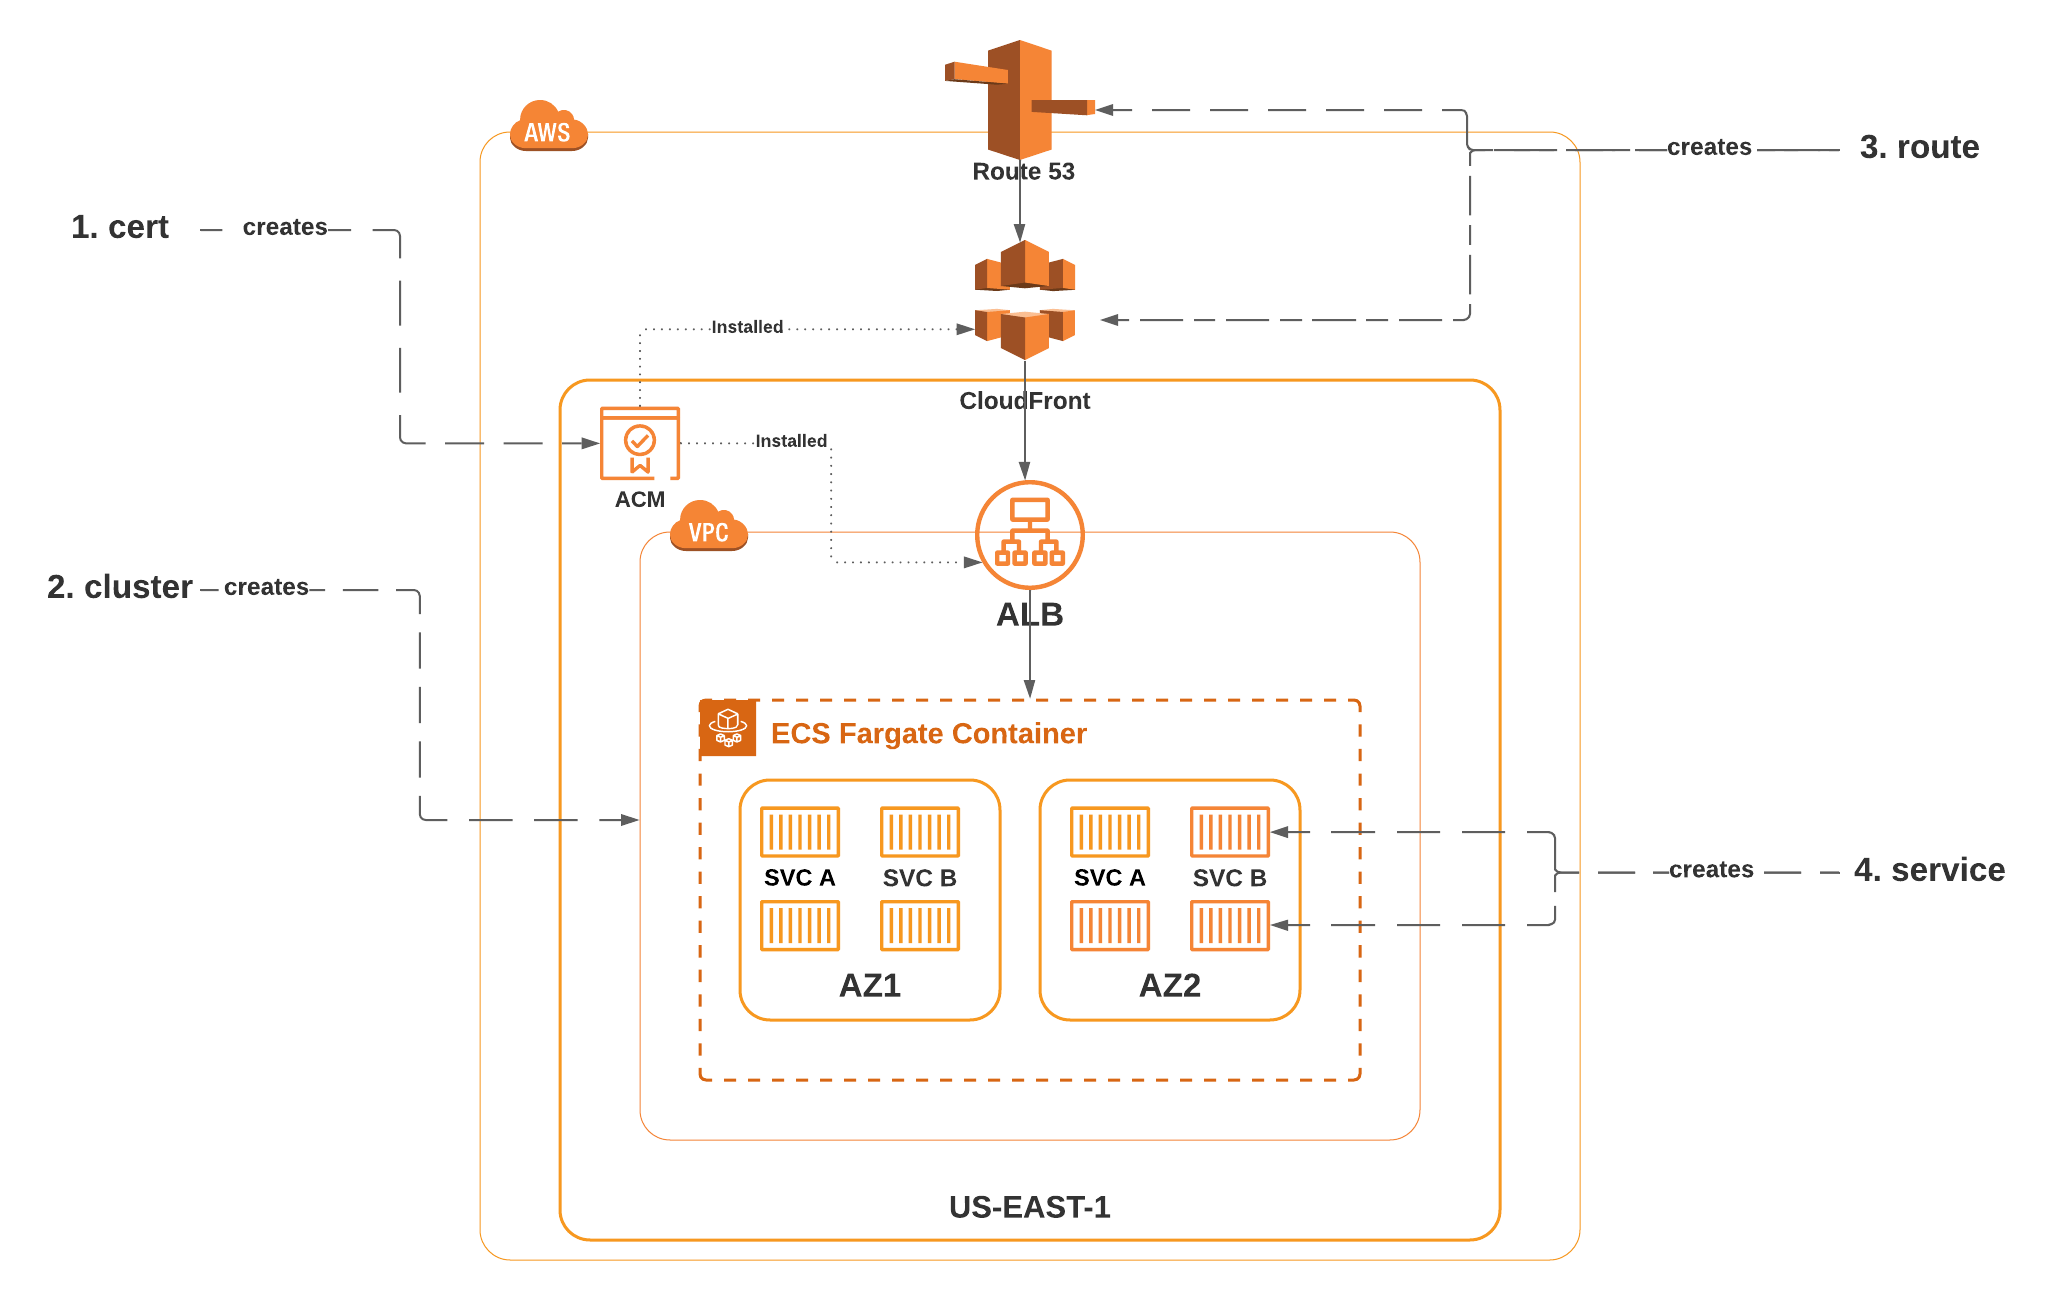 AWS
Route 53
creates
3. route
1. cert
creates
Installed
CloudFront
Installed
ACM
VPC
2. cluster
creates
ALB
ECS Fargate Container
SVC A
SVC B
SVC A
SVC B
creates
4. service
AZ1
AZ2
US-EAST-1